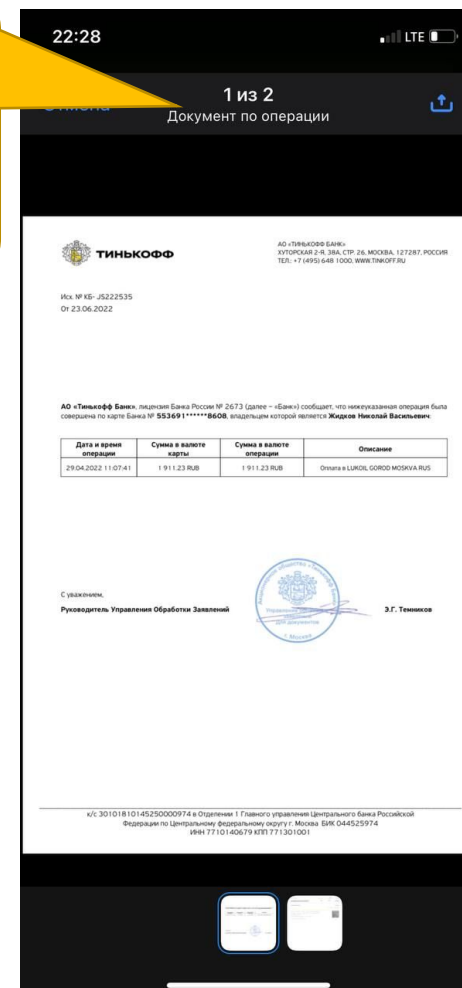 22:28
LTE
1 из 2
Документ по операции
ТИНЬКОФФ
АО «ТИНЬКОФФ БАНК»
ХУТОРСКАЯ 2-Я, 38А, СТР. 26, МОСКВА, 127287, РОССИЯ
ТЕЛ.: +7 (495) 648 1000, WWW.TINKOFF.RU
Исх. № КБ- JS222535
От 23.06.2022
АО «Тинькофф Банк», лицензия Банка России № 2673 (далее – «Банк») сообщает, что нижеуказанная операция была
совершена по карте Банка № 553691******8608, владельцем которой является Жидков Николай Васильевич:
Дата и время операции Сумма в валюте карты Сумма в валюте операции Описание
29.04.2022 11:07:41 1 911.23 RUB 1 911.23 RUB Оплата в LUKOIL GOROD MOSKVA RUS
С уважением,
Руководитель Управления Обработки Заявлений Э.Г. Темников
для документов
г. Москва
к/с 30101810145250000974 в Отделении 1 Главного управления Центрального банка Российской
Федерации по Центральному федеральному округу г. Москва БИК 044525974
ИНН 7710140679 КПП 771301001